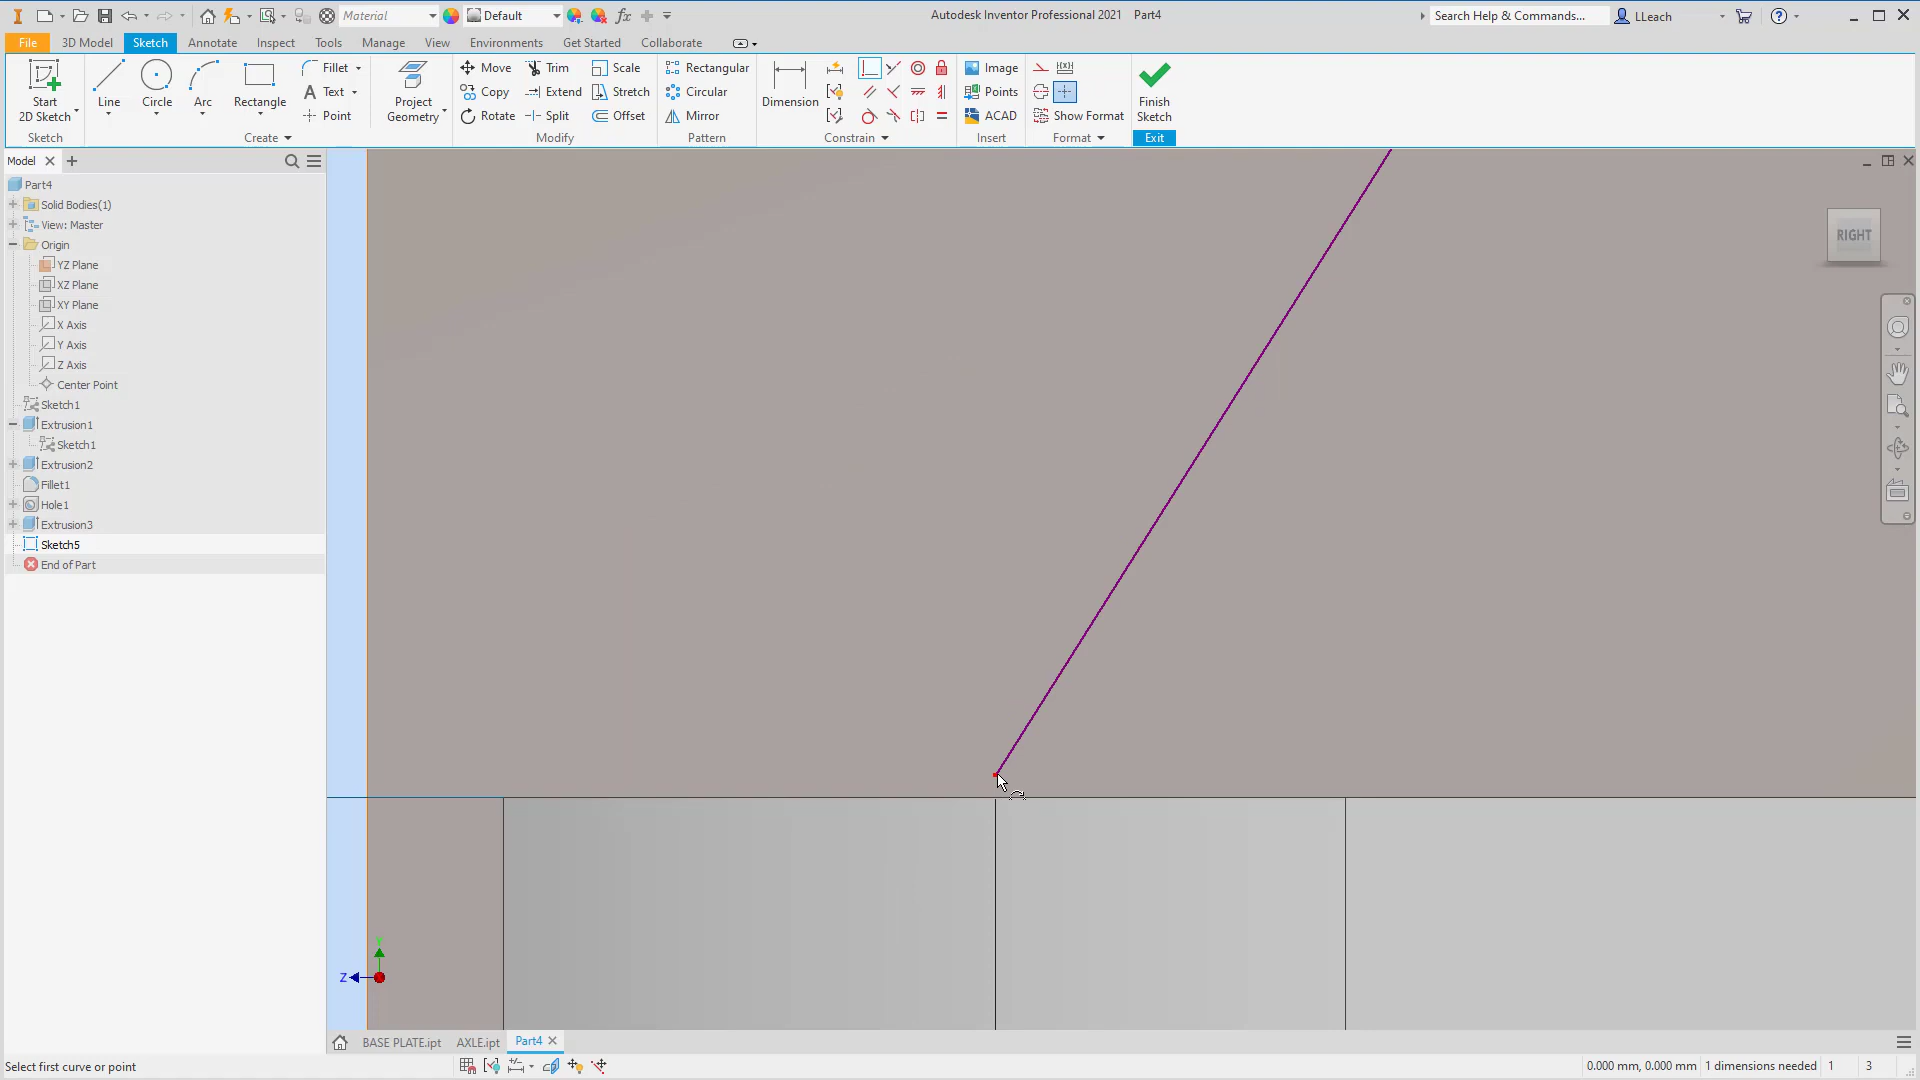 Material
Default
fx
Autodesk Inventor Professional 2021 Part4
Search Help & Commands...
LLeach
File
3D Model
Sketch
Annotate
Inspect
Tools
Manage
View
Environments
Get Started
Collaborate
Start
2D Sketch
Line
Circle
Arc
Rectangle
Fillet
Text
Point
Project
Geometry
Move
Copy
Rotate
Trim
Extend
Split
Scale
Stretch
Offset
Rectangular
Circular
Mirror
Dimension
Image
Points
ACAD
Show Format
Finish
Sketch
Sketch
Create
Modify
Pattern
Constrain
Insert
Format
Exit
Model
Part4
Solid Bodies(1)
View: Master
Origin
YZ Plane
XZ Plane
XY Plane
X Axis
Y Axis
Z Axis
Center Point
Sketch1
Extrusion1
Sketch1
Extrusion2
Fillet1
Hole1
Extrusion3
Sketch5
End of Part
RIGHT
Y
Z
BASE PLATE.ipt
AXLE.ipt
Part4
Select first curve or point
0.000 mm, 0.000 mm
1 dimensions needed
1
3